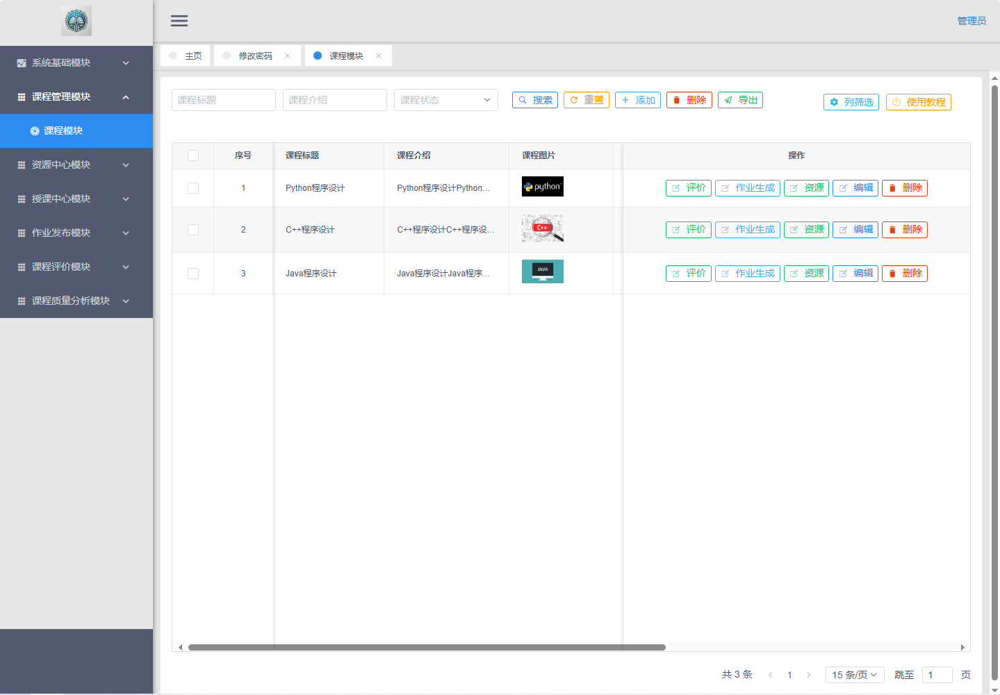 管理员
系统基础模块
课程管理模块
课程模块
资源中心模块
授课中心模块
作业发布模块
课程评价模块
课程质量分析模块
主页 修改密码 课程模块
课程标题 课程介绍 课程状态 搜索 重置 添加 删除 导出 列筛选 使用教程
序号 课程标题 课程介绍 课程图片 操作
1 Python程序设计 Python程序设计Python... python 评价 作业生成 资源 编辑 删除
2 C++程序设计 C++程序设计C++程序设... C++ 评价 作业生成 资源 编辑 删除
3 Java程序设计 Java程序设计Java程序... JAVA 评价 作业生成 资源 编辑 删除
共 3 条 1 15 条/页 跳至 1 页